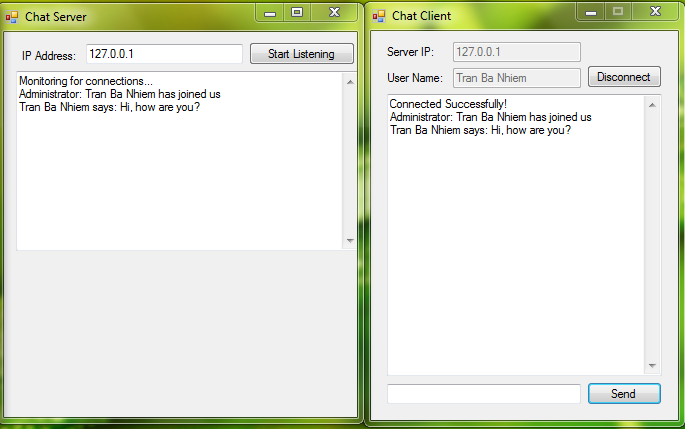 Chat Server
IP Address:
127.0.0.1
Start Listening
Monitoring for connections...
Administrator: Tran Ba Nhiem has joined us
Tran Ba Nhiem says: Hi, how are you?
Chat Client
Server IP:
127.0.0.1
User Name:
Tran Ba Nhiem
Disconnect
Connected Successfully!
Administrator: Tran Ba Nhiem has joined us
Tran Ba Nhiem says: Hi, how are you?
Send